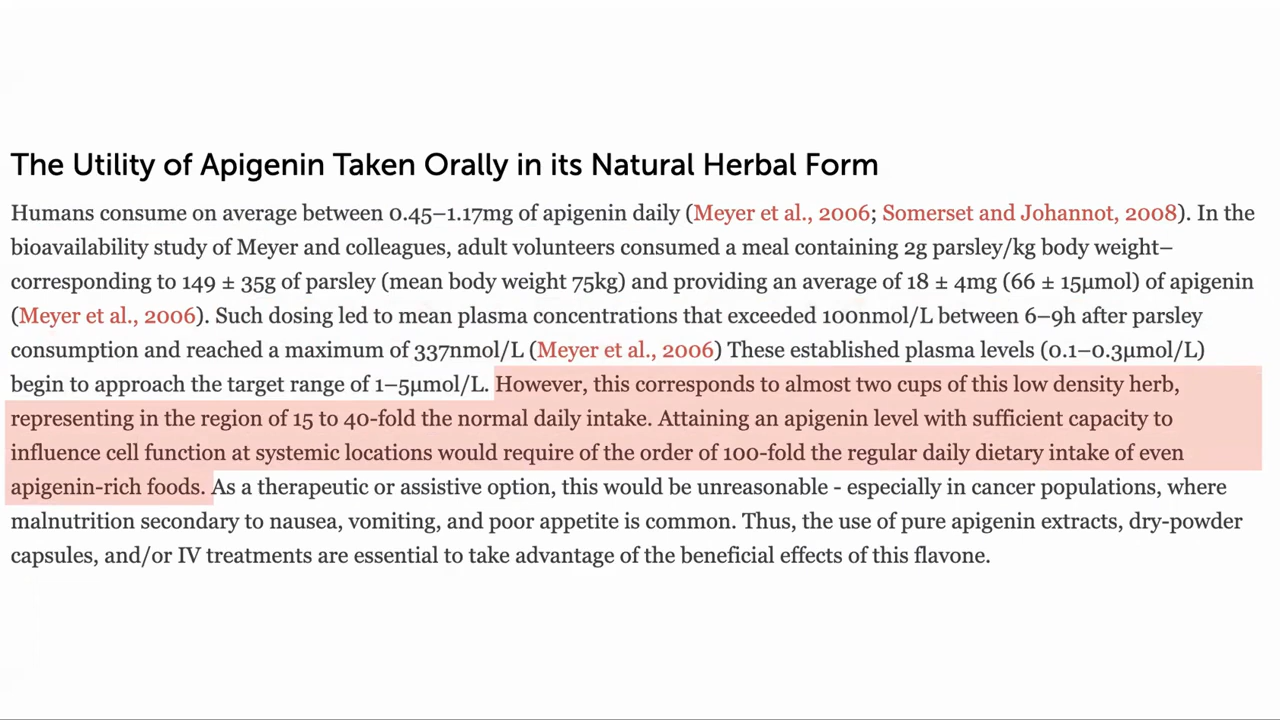 The Utility of Apigenin Taken Orally in its Natural Herbal Form
Humans consume on average between 0.45–1.17mg of apigenin daily (Meyer et al., 2006; Somerset and Johannot, 2008). In the
bioavailability study of Meyer and colleagues, adult volunteers consumed a meal containing 2g parsley/kg body weight–
corresponding to 149 ± 35g of parsley (mean body weight 75kg) and providing an average of 18 ± 4mg (66 ± 15µmol) of apigenin
(Meyer et al., 2006). Such dosing led to mean plasma concentrations that exceeded 100nmol/L between 6–9h after parsley
consumption and reached a maximum of 337nmol/L (Meyer et al., 2006) These established plasma levels (0.1–0.3µmol/L)
begin to approach the target range of 1–5µmol/L. However, this corresponds to almost two cups of this low density herb,
representing in the region of 15 to 40-fold the normal daily intake. Attaining an apigenin level with sufficient capacity to
influence cell function at systemic locations would require of the order of 100-fold the regular daily dietary intake of even
apigenin-rich foods. As a therapeutic or assistive option, this would be unreasonable - especially in cancer populations, where
malnutrition secondary to nausea, vomiting, and poor appetite is common. Thus, the use of pure apigenin extracts, dry-powder
capsules, and/or IV treatments are essential to take advantage of the beneficial effects of this flavone.